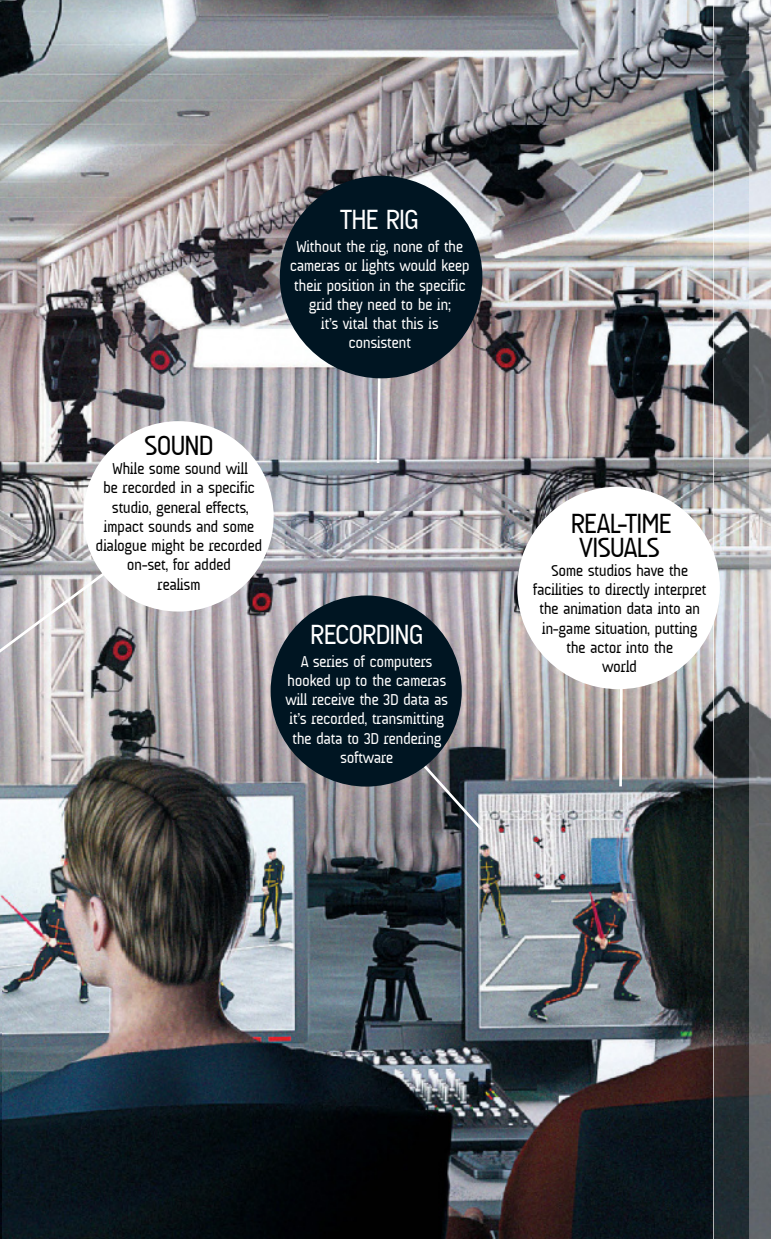 THE RIG
Without the rig, none of the
cameras or lights would keep
their position in the specific
grid they need to be in;
it's vital that this is
consistent
SOUND
While some sound will
be recorded in a specific
studio, general effects,
impact sounds and some
dialogue might be recorded
on-set, for added
realism
REAL-TIME
VISUALS
Some studios have the
facilities to directly interpret
the animation data into an
in-game situation, putting
the actor into the
world
RECORDING
A series of computers
hooked up to the cameras
will receive the 3D data as
it's recorded, transmitting
the data to 3D rendering
software